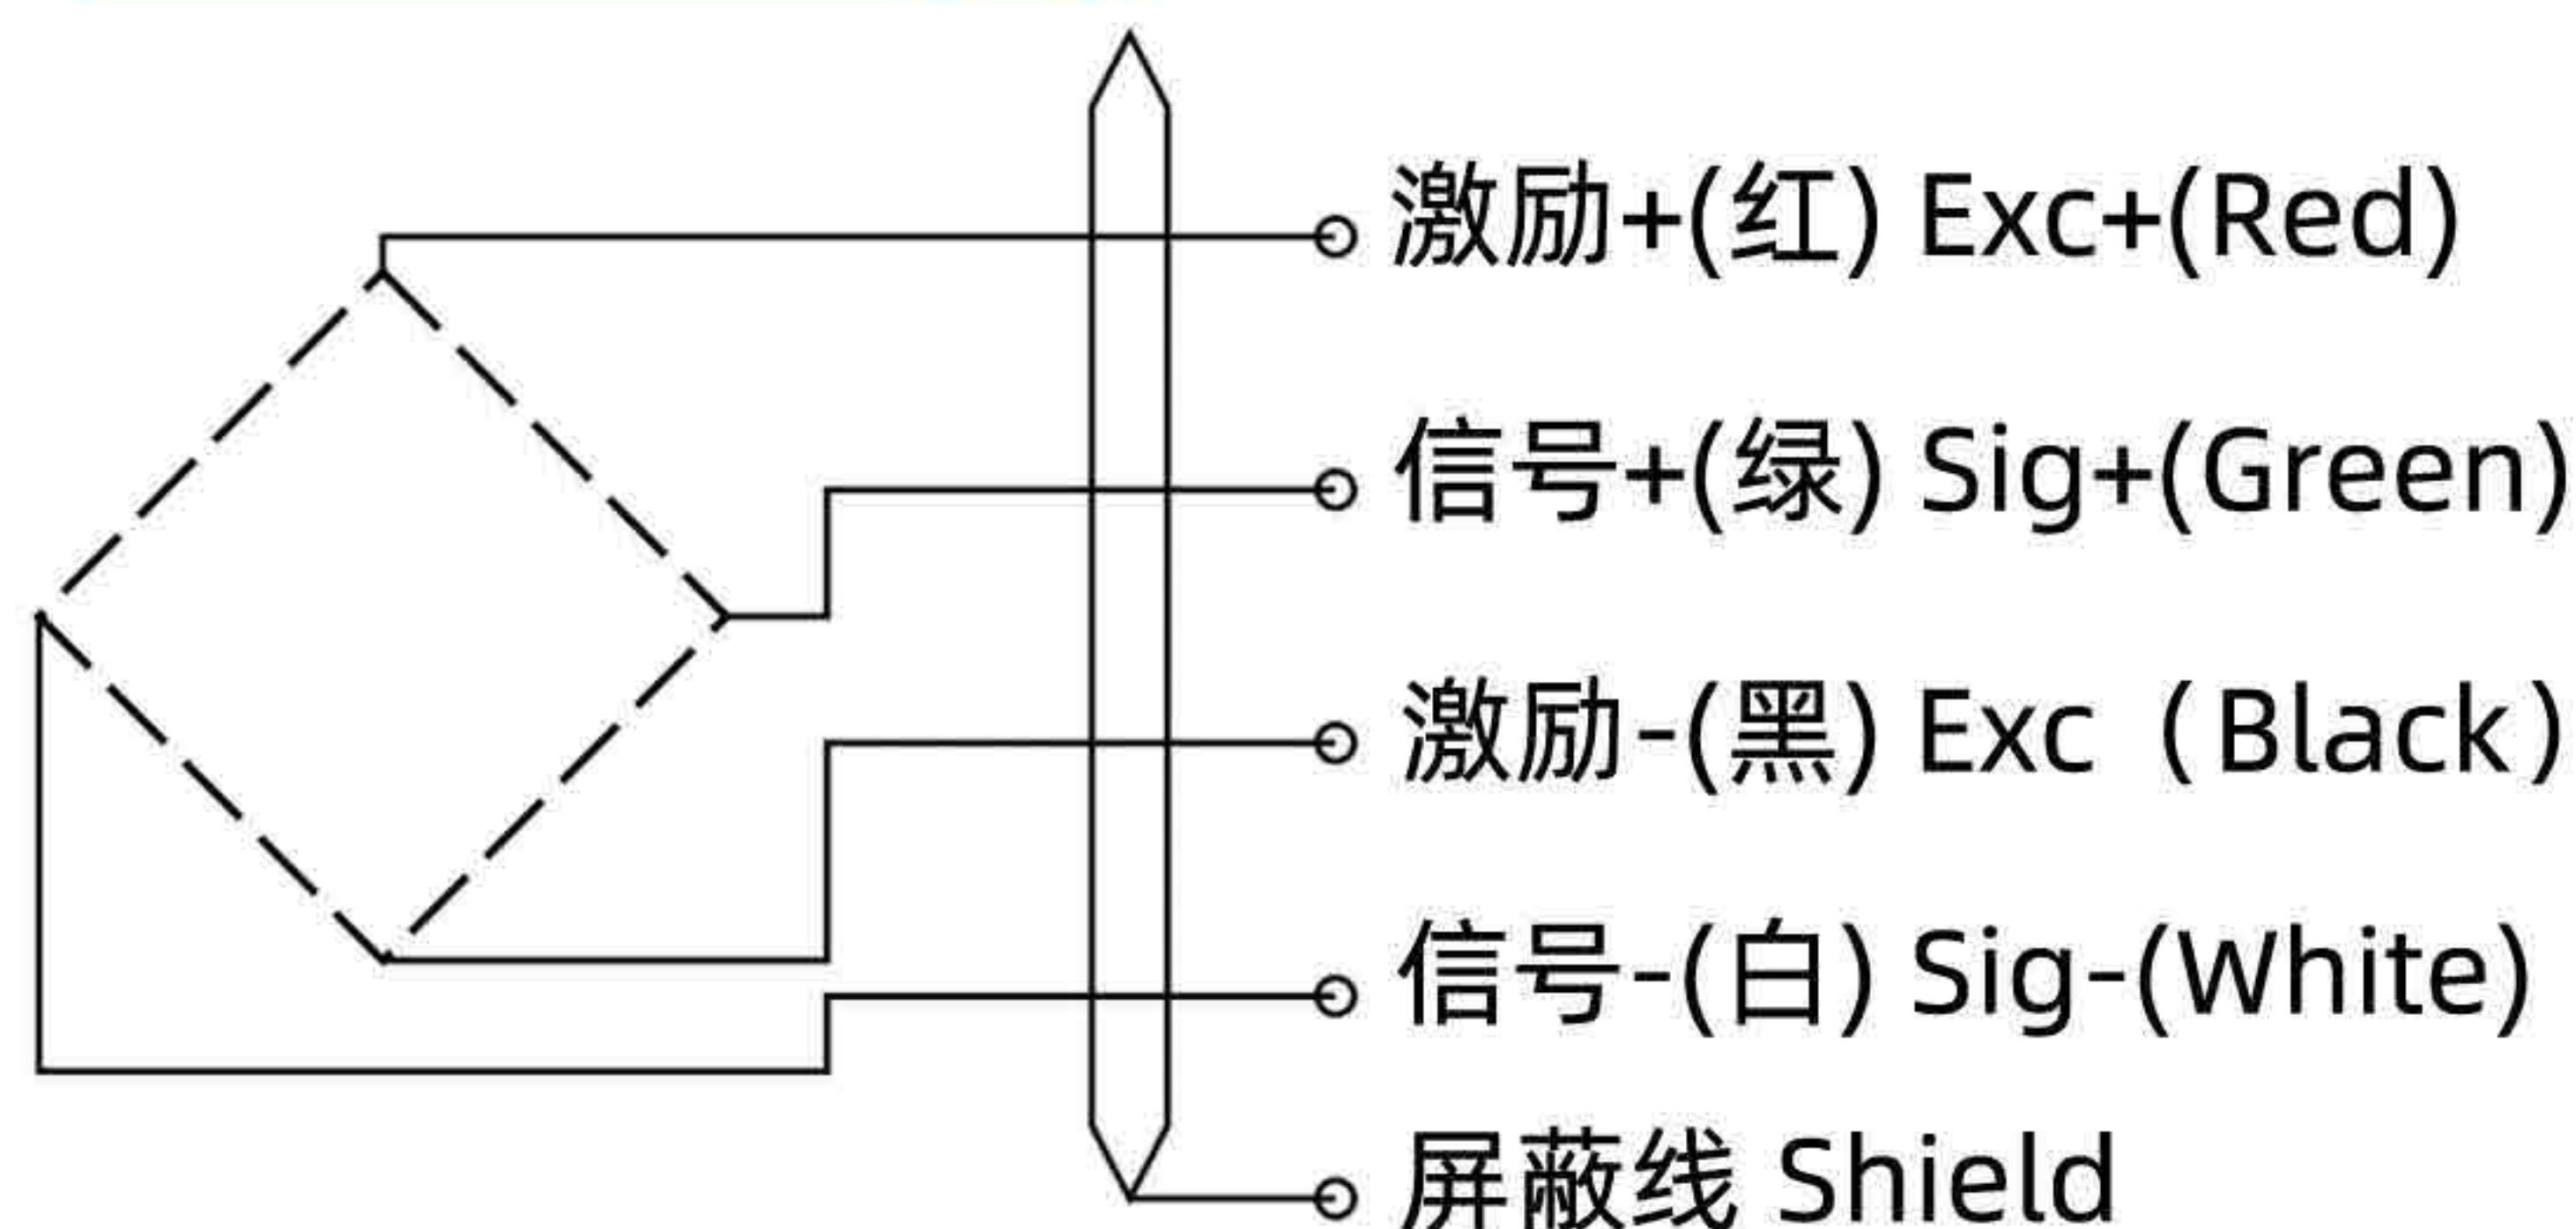 激励+(红) Exc+(Red)
信号+(绿) Sig+(Green)
激励-(黑) Exc (Black)
信号-(白) Sig-(White)
屏蔽线 Shield